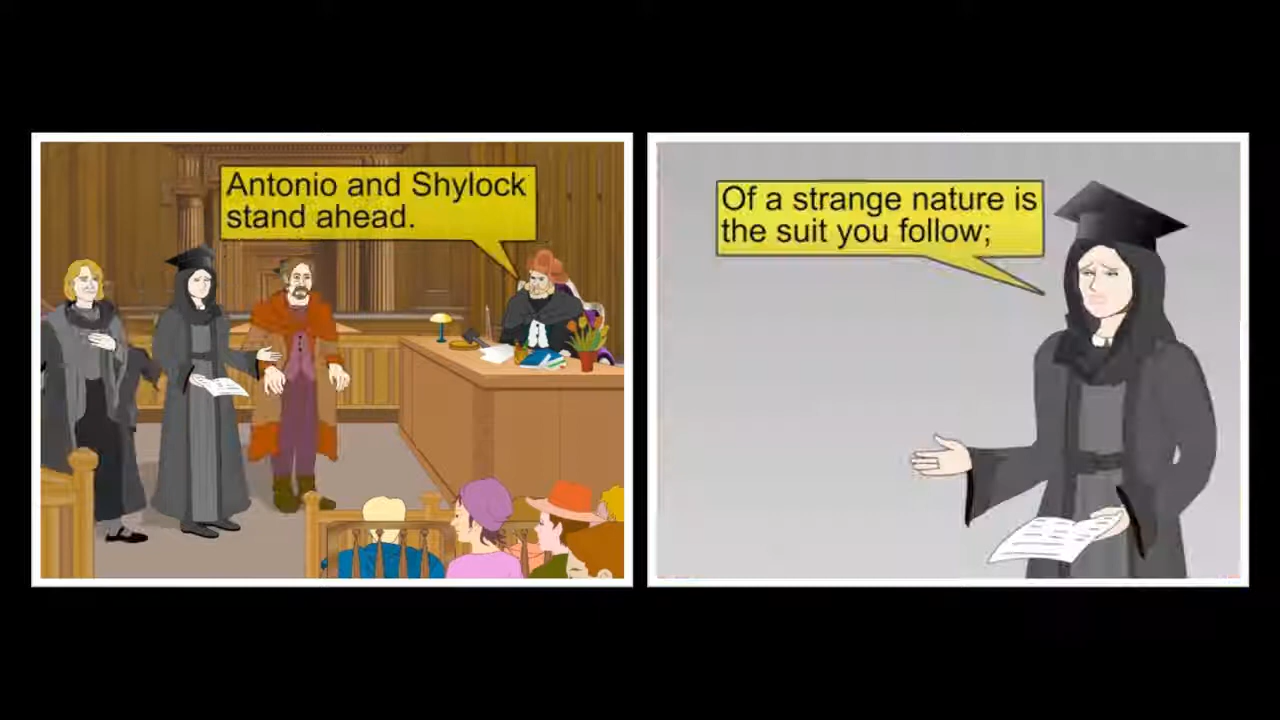 Antonio and Shylock
stand ahead.
Of a strange nature is
the suit you follow;